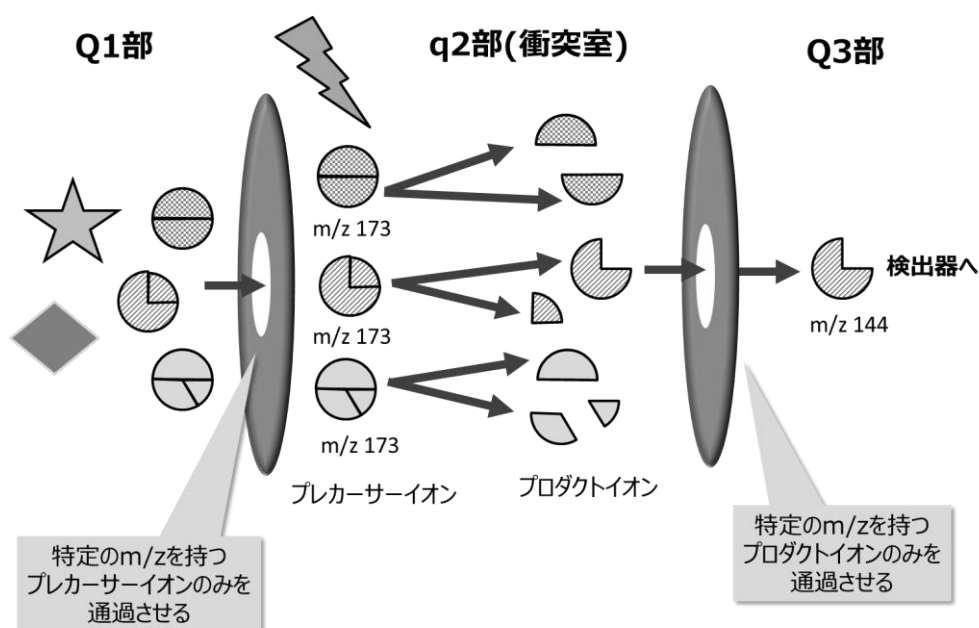 Q1部
q2部(衝突室)
Q3部
m/z 173
m/z 173
m/z 173
検出器へ
m/z 144
プレカーサーイオン
プロダクトイオン
特定のm/zを持つ
プレカーサーイオンのみを
通過させる
特定のm/zを持つ
プロダクトイオンのみを
通過させる